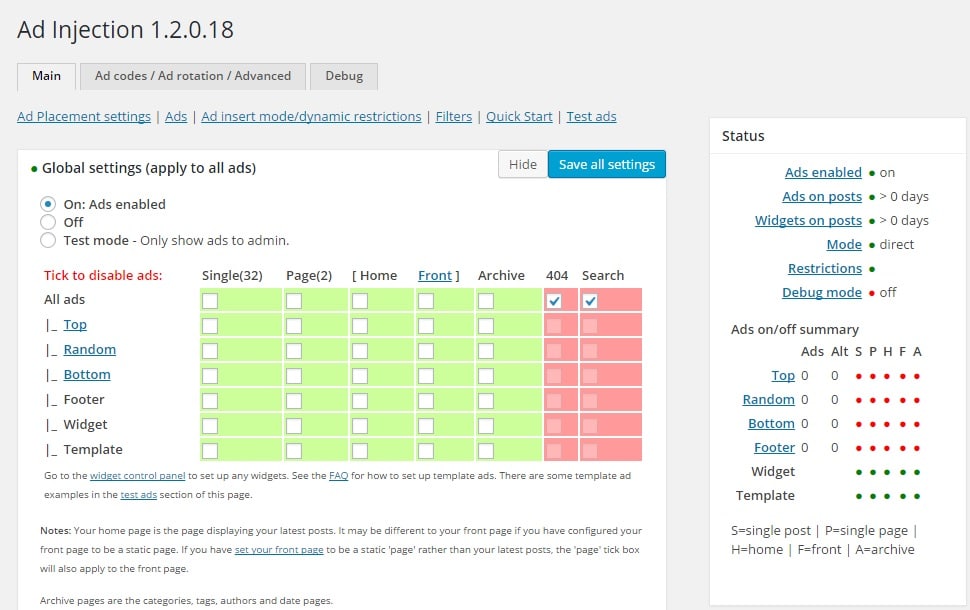 Ad Injection 1.2.0.18
Main
Ad codes / Ad rotation / Advanced
Debug
Ad Placement settings | Ads | Ad insert mode/dynamic restrictions | Filters | Quick Start | Test ads
Global settings (apply to all ads)
Hide
Save all settings
On: Ads enabled
Off
Test mode - Only show ads to admin.
Tick to disable ads: Single(32) Page(2) [ Home Front ] Archive 404 Search
All ads
|_ Top
|_ Random
|_ Bottom
|_ Footer
|_ Widget
|_ Template
Go to the widget control panel to set up any widgets. See the FAQ for how to set up template ads. There are some template ad
examples in the test ads section of this page.
Notes: Your home page is the page displaying your latest posts. It may be different to your front page if you have configured your
front page to be a static page. If you have set your front page to be a static 'page' rather than your latest posts, the 'page' tick box
will also apply to the front page.
Archive pages are the categories, tags, authors and date pages.
Status
Ads enabled ● on
Ads on posts ● > 0 days
Widgets on posts ● > 0 days
Mode ● direct
Restrictions ●
Debug mode ● off
Ads on/off summary
Ads Alt S P H F A
Top 0 0 ● ● ● ● ●
Random 0 0 ● ● ● ● ●
Bottom 0 0 ● ● ● ● ●
Footer 0 0 ● ● ● ● ●
Widget ● ● ● ● ●
Template ● ● ● ● ●
S=single post | P=single page |
H=home | F=front | A=archive